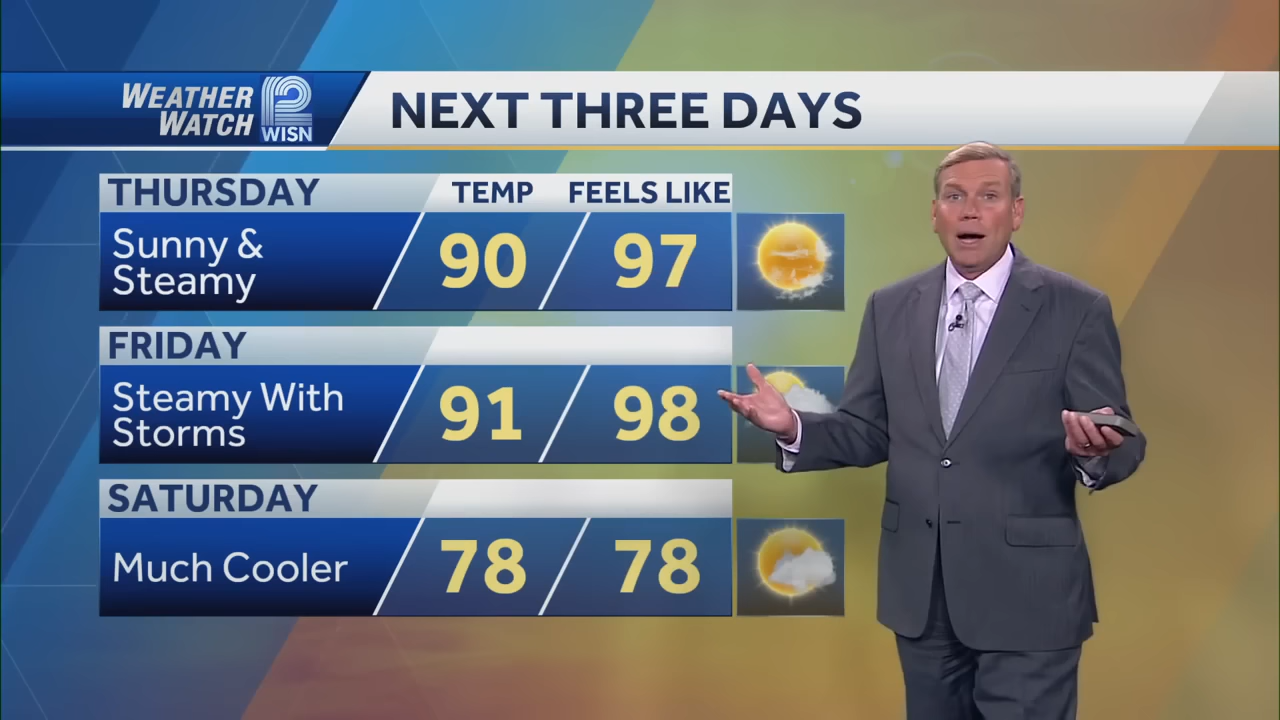 WEATHER
WATCH
12
WISN
NEXT THREE DAYS
THURSDAY TEMP FEELS LIKE
Sunny &
Steamy
90 97
FRIDAY
Steamy With
Storms
91 98
SATURDAY
Much Cooler
78 78